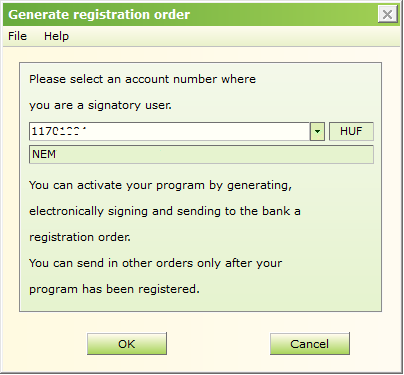 Generate registration order
File Help
Please select an account number where
you are a signatory user.
HUF
NEM
You can activate your program by generating,
electronically signing and sending to the bank a
registration order.
You can send in other orders only after your
program has been registered.
OK Cancel